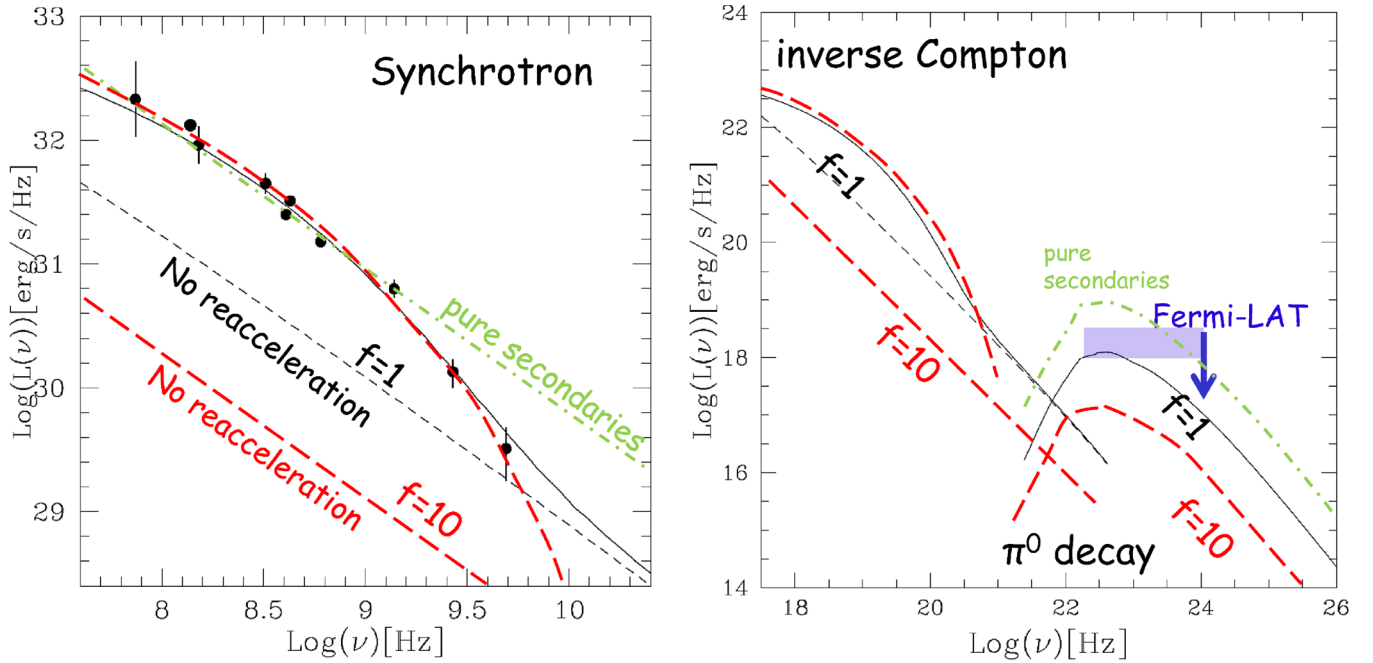 33
32
31
30
29
Log(L(ν))[erg/s/Hz]
Synchrotron
No reacceleration
f=1
No reacceleration
f=10
pure secondaries
8
8.5
9
9.5
10
Log(ν)[Hz]
24
22
20
18
16
14
Log(L(ν))[erg/s/Hz]
inverse Compton
f=1
f=10
pure
secondaries
Fermi-LAT
f=1
f=10
π⁰ decay
18
20
22
24
26
Log(ν)[Hz]